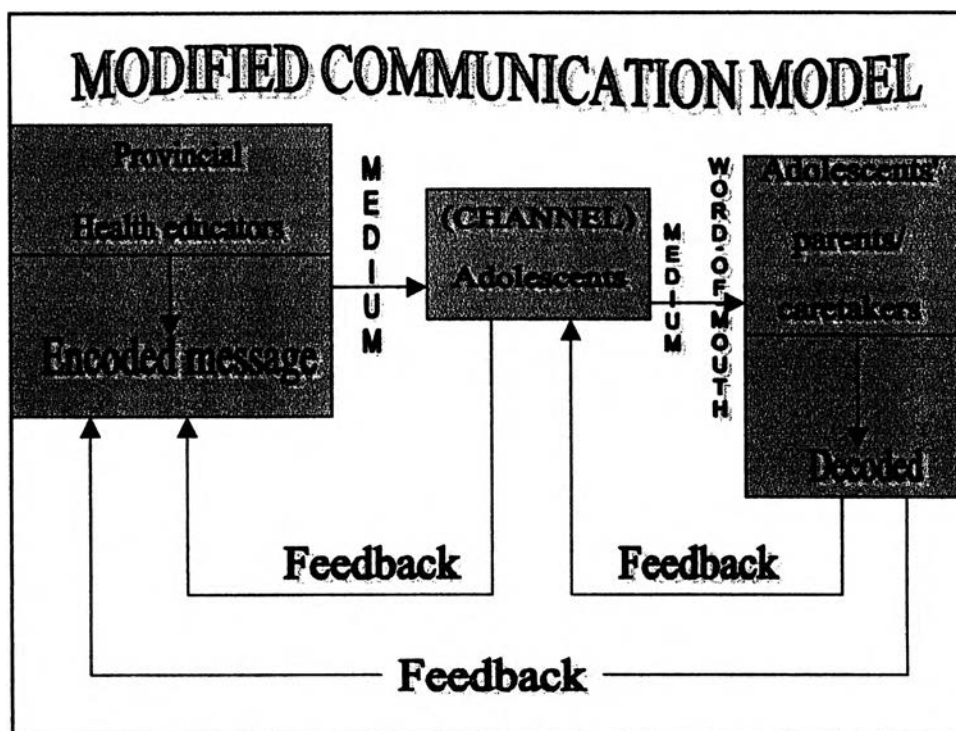 MODIFIED COMMUNICATION MODEL
Provincial
Health educators
Encoded message
MEDIUM
(CHANNEL)
Adolescents
MEDIUM
WORD-OF-MOUTH
Adolescents'
parents/
caretakers
Decoded
Feedback
Feedback
Feedback